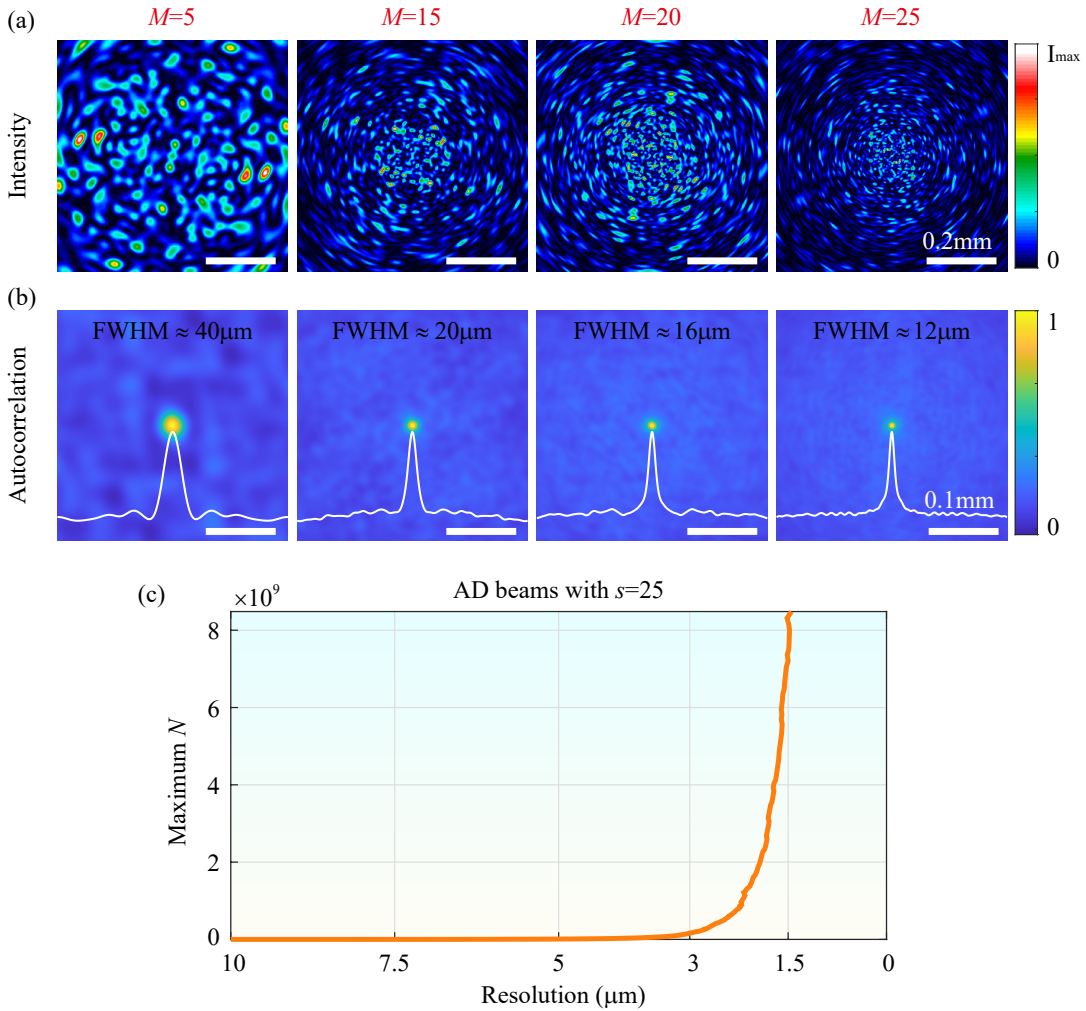 (a)
M=5
M=15
M=20
M=25
Intensity
0.2mm
Imax
0
(b)
Autocorrelation
FWHM ≈ 40μm
FWHM ≈ 20μm
FWHM ≈ 16μm
FWHM ≈ 12μm
0.1mm
1
0
(c)
×10⁹
AD beams with s=25
Maximum N
8
6
4
2
0
10
7.5
5
3
1.5
0
Resolution (μm)